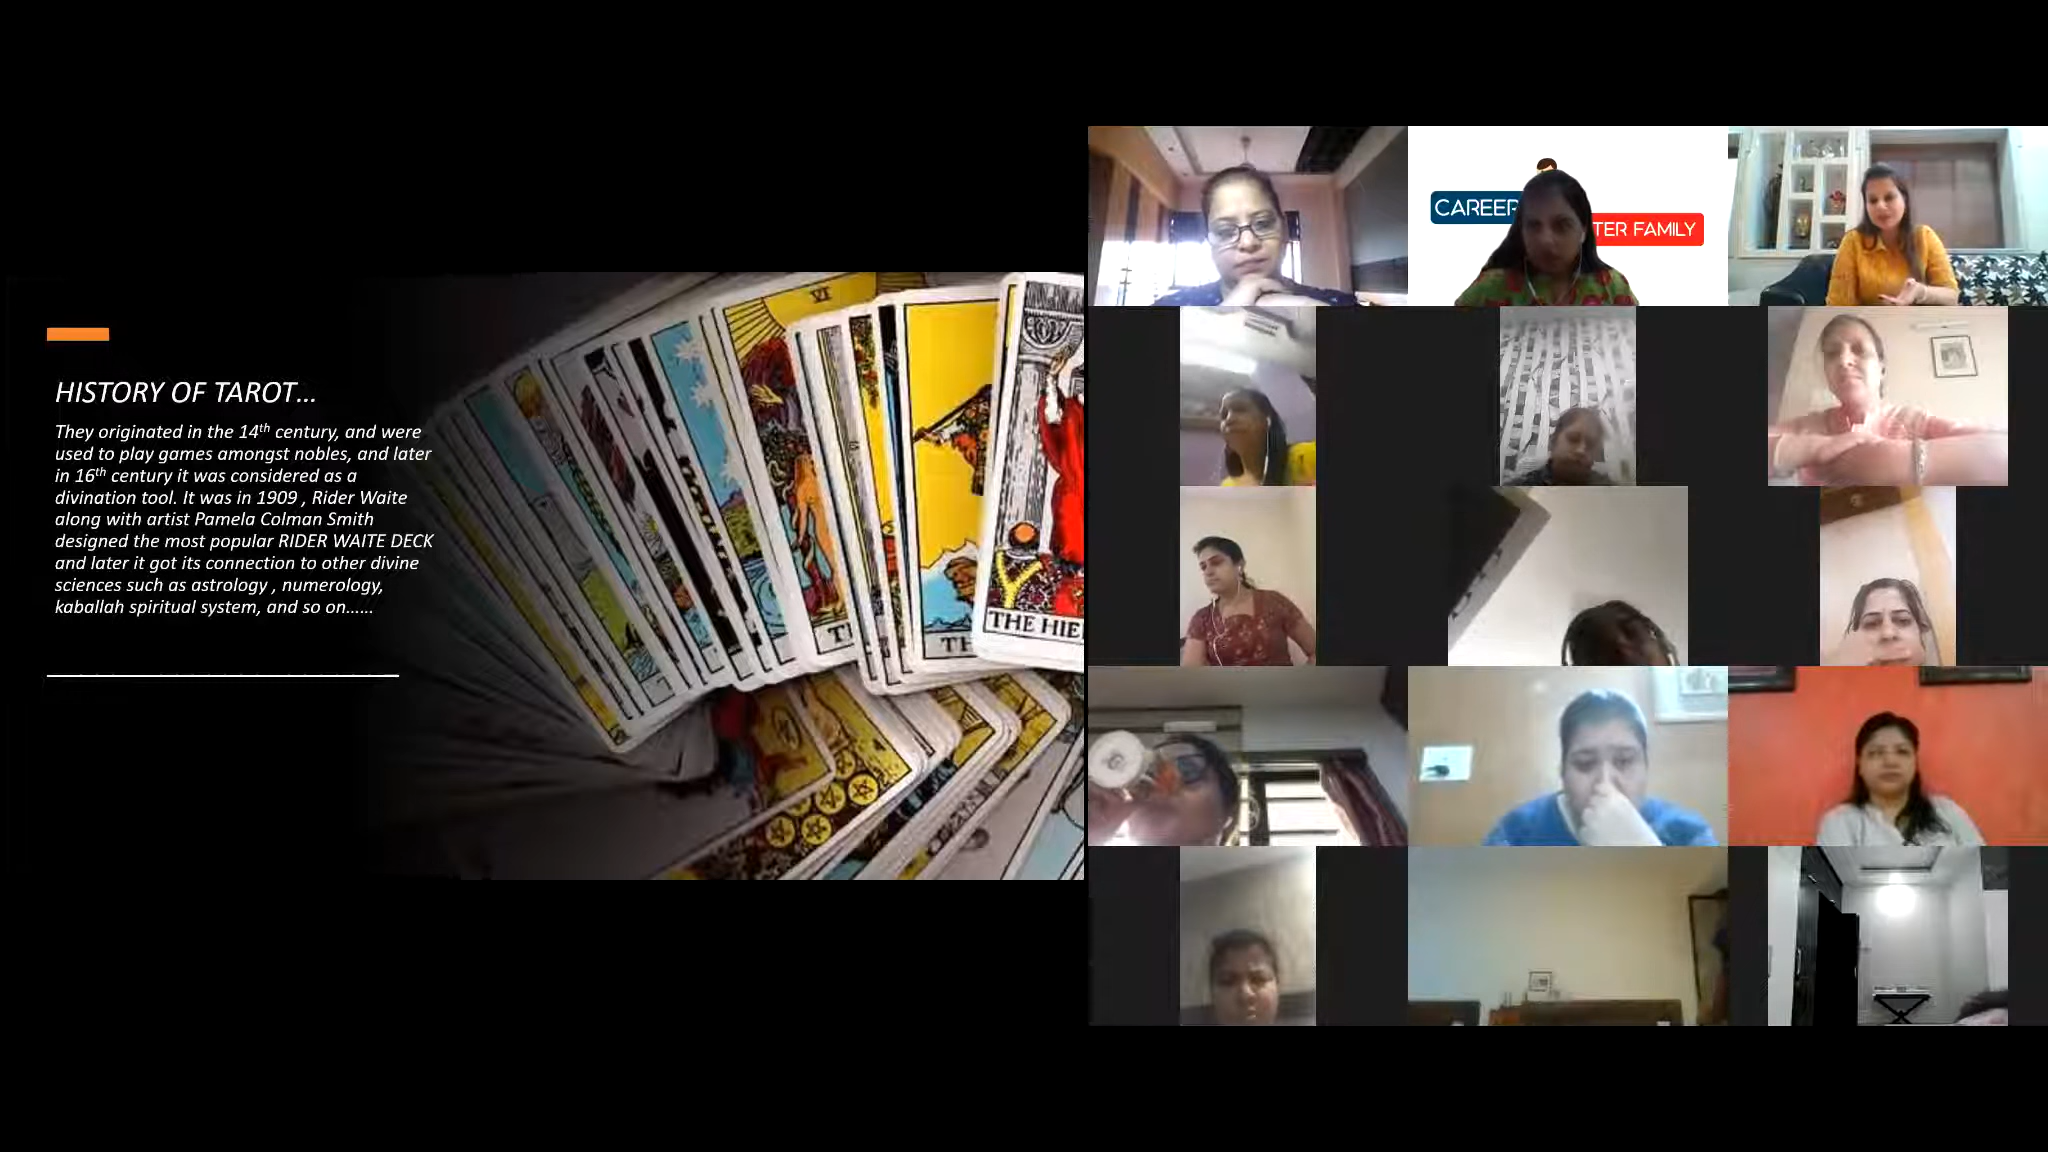 HISTORY OF TAROT...
They originated in the 14th century, and were
used to play games amongst nobles, and later
in 16th century it was considered as a
divination tool. It was in 1909 , Rider Waite
along with artist Pamela Colman Smith
designed the most popular RIDER WAITE DECK
and later it got its connection to other divine
sciences such as astrology , numerology,
kaballah spiritual system, and so on......
VI
THE HIE
TH
CAREER
TER FAMILY